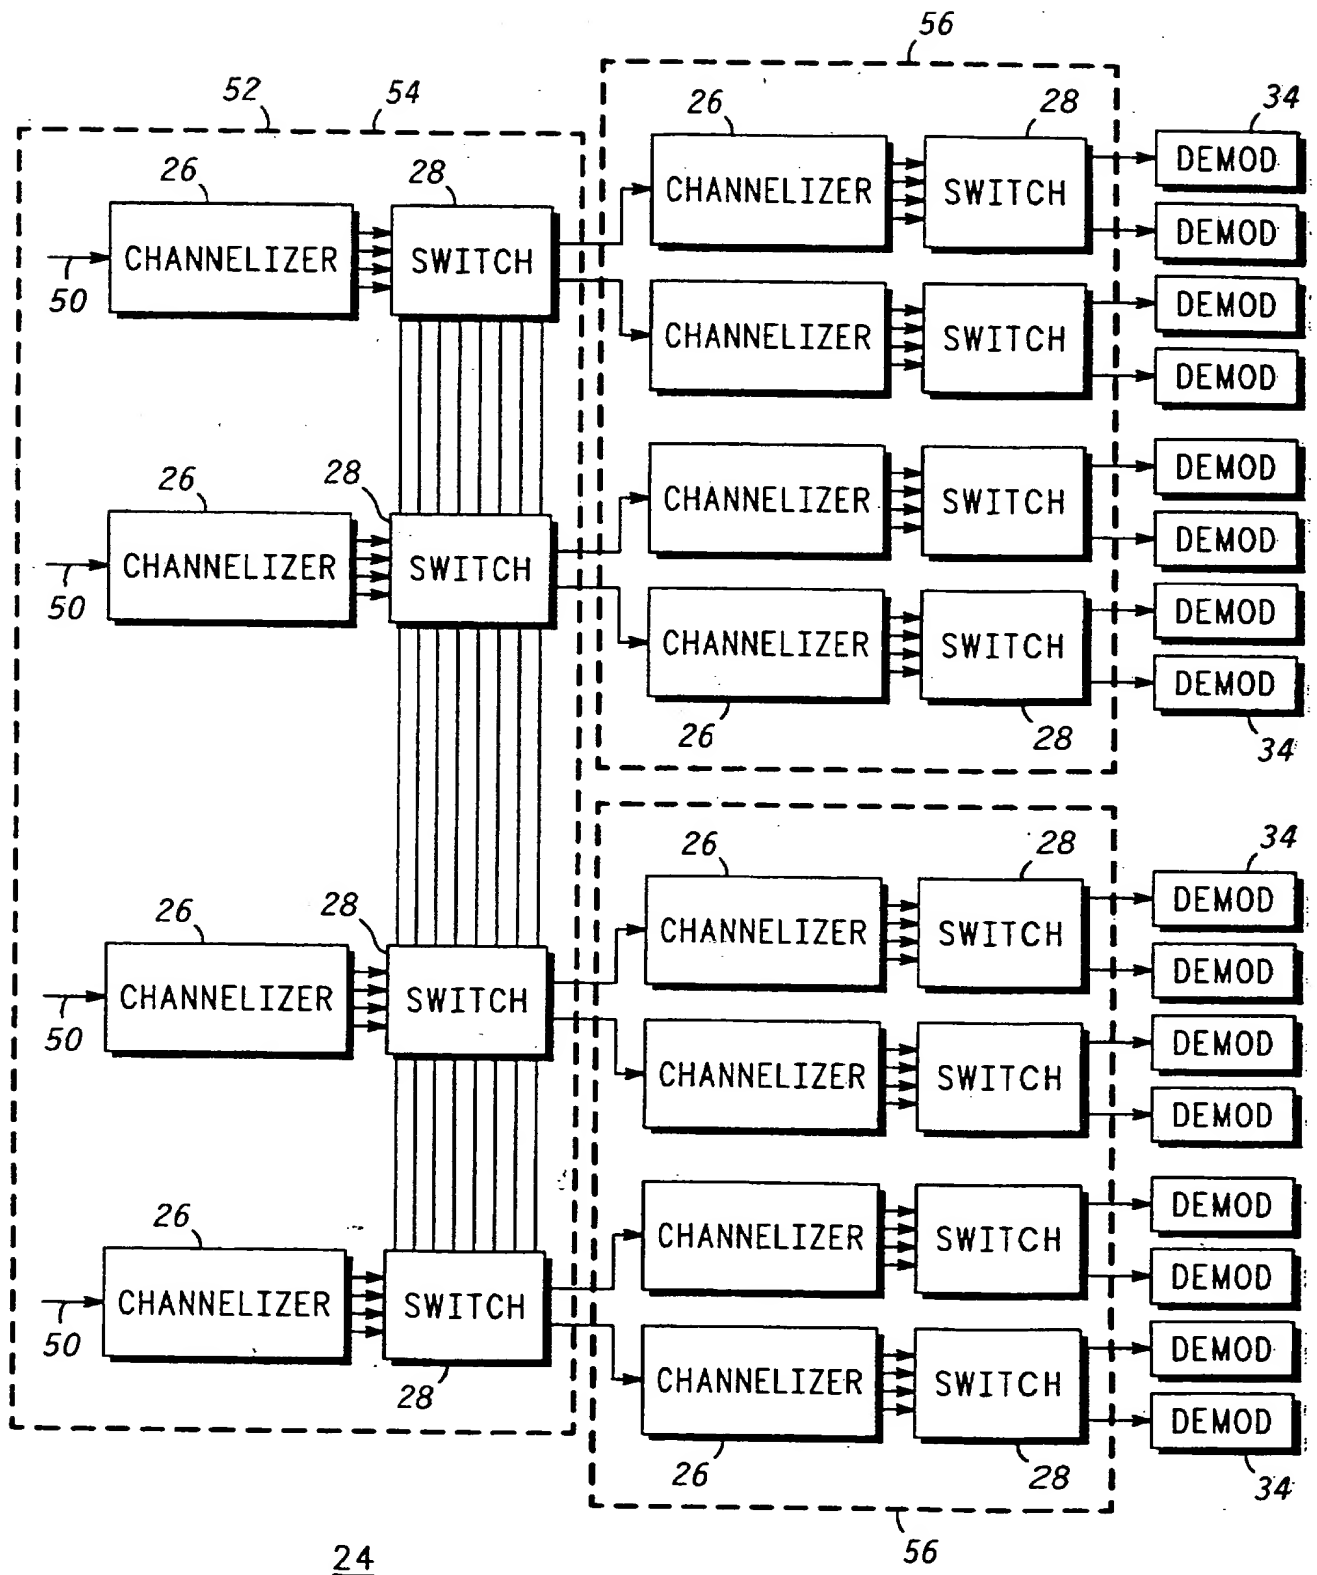 56
52 54
26 28 34
26 28
CHANNELIZER SWITCH DEMOD
DEMOD
CHANNELIZER SWITCH
50
DEMOD
CHANNELIZER SWITCH
DEMOD
26 28
DEMOD
CHANNELIZER SWITCH
DEMOD
CHANNELIZER SWITCH
50
DEMOD
CHANNELIZER SWITCH
DEMOD
26 28 34
26 28 34
26 28
DEMOD
CHANNELIZER SWITCH
DEMOD
CHANNELIZER SWITCH
50
DEMOD
CHANNELIZER SWITCH
DEMOD
26
DEMOD
CHANNELIZER SWITCH
DEMOD
CHANNELIZER SWITCH
50
DEMOD
CHANNELIZER SWITCH
28
DEMOD
26 28 34
56
24